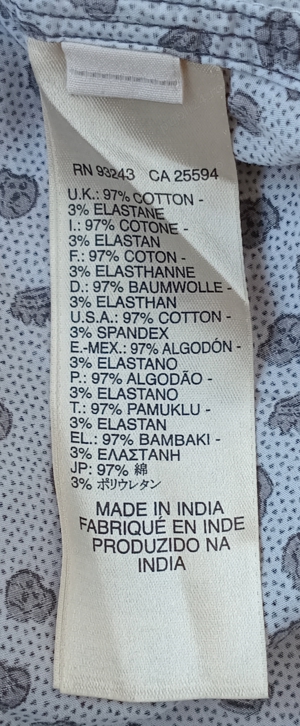 RN 93243 CA 25594
U.K.: 97% COTTON -
3% ELASTANE
I.: 97% COTONE -
3% ELASTAN
F.: 97% COTON -
3% ELASTHANNE
D.: 97% BAUMWOLLE -
3% ELASTHAN
U.S.A.: 97% COTTON -
3% SPANDEX
E.-MEX.: 97% ALGODÓN -
3% ELASTANO
P.: 97% ALGODÃO -
3% ELASTANO
T.: 97% PAMUKLU -
3% ELASTAN
EL.: 97% ΒΑΜΒΑΚΙ -
3% ΕΛΑΣΤΑΝΗ
JP: 97% 綿
3% ポリウレタン
MADE IN INDIA
FABRIQUÉ EN INDE
PRODUZIDO NA
INDIA